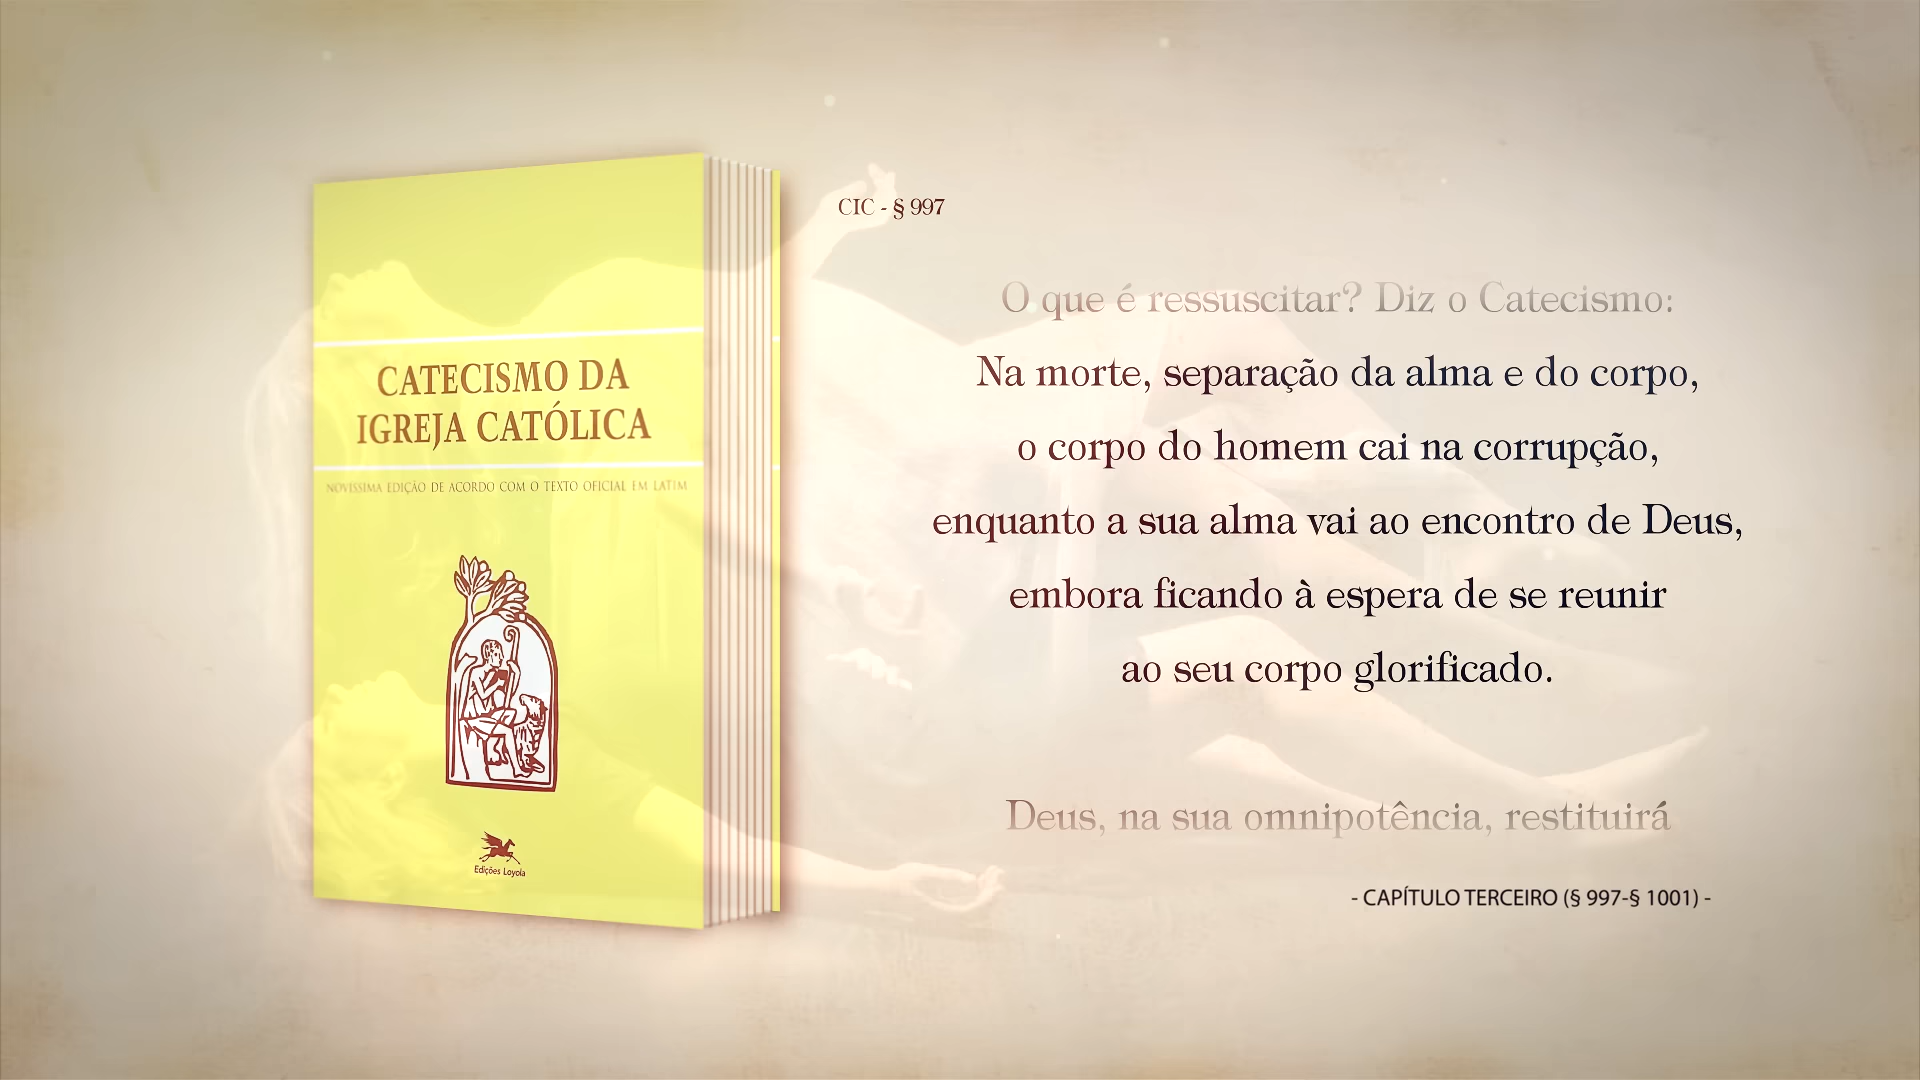 CATECISMO DA
IGREJA CATÓLICA
NOVISSIMA EDIÇÃO DE ACORDO COM O TEXTO OFICIAL EM LATIM
Edições Loyola
CIC - § 997
O que é ressuscitar? Diz o Catecismo:
Na morte, separação da alma e do corpo,
o corpo do homem cai na corrupção,
enquanto a sua alma vai ao encontro de Deus,
embora ficando à espera de se reunir
ao seu corpo glorificado.
Deus, na sua omnipotência, restituirá
- CAPÍTULO TERCEIRO (§ 997-§ 1001) -